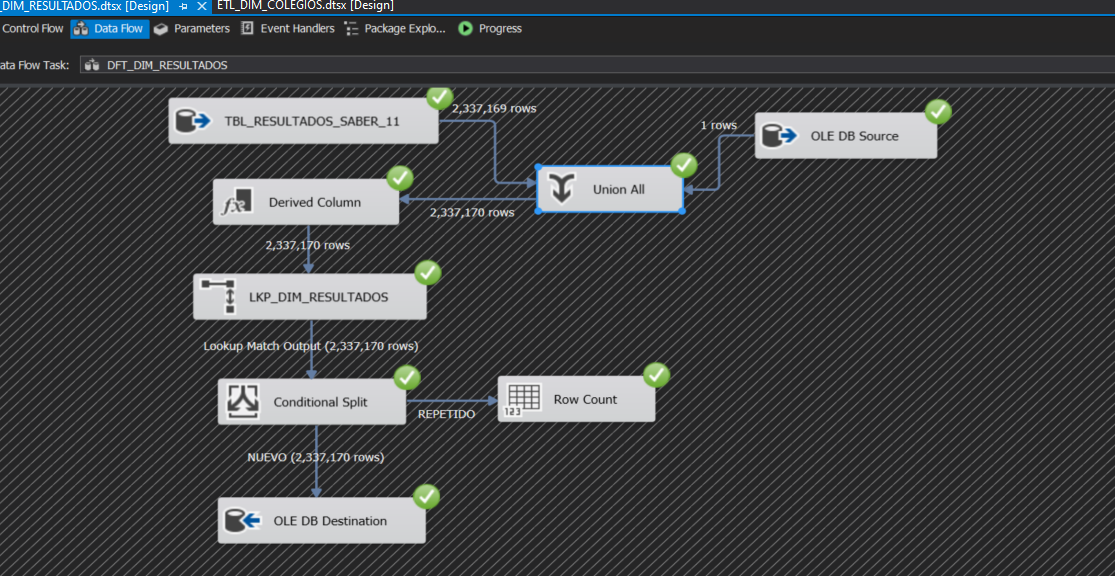 _DIM_RESULTADOS.dtsx [Design] ETL_DIM_COLEGIOS.dtsx [Design]
Control Flow Data Flow Parameters Event Handlers Package Explo... Progress
ata Flow Task: DFT_DIM_RESULTADOS
TBL_RESULTADOS_SABER_11
2,337,169 rows
1 rows
OLE DB Source
Union All
Derived Column
2,337,170 rows
2,337,170 rows
LKP_DIM_RESULTADOS
Lookup Match Output (2,337,170 rows)
Conditional Split
REPETIDO
123
Row Count
NUEVO (2,337,170 rows)
OLE DB Destination